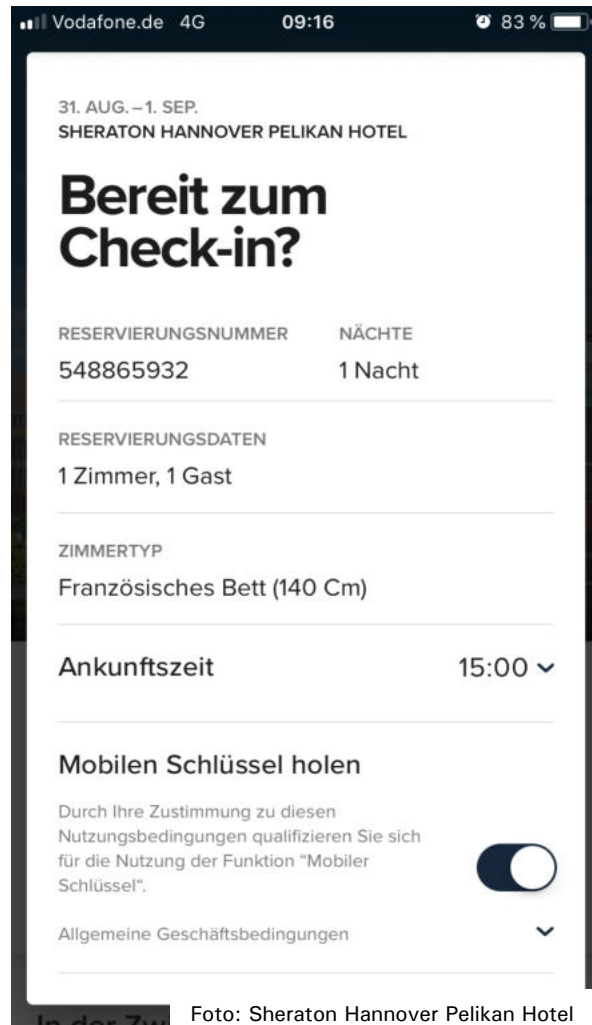 Vodafone.de 4G 09:16 83 %
31. AUG. – 1. SEP.
SHERATON HANNOVER PELIKAN HOTEL
Bereit zum
Check-in?
RESERVIERUNGSNUMMER NÄCHTE
548865932 1 Nacht
RESERVIERUNGSDATEN
1 Zimmer, 1 Gast
ZIMMERTYP
Französisches Bett (140 Cm)
Ankunftszeit 15:00
Mobilen Schlüssel holen
Durch Ihre Zustimmung zu diesen
Nutzungsbedingungen qualifizieren Sie sich
für die Nutzung der Funktion “Mobiler
Schlüssel“.
Allgemeine Geschäftsbedingungen
In der
Foto: Sheraton Hannover Pelikan Hotel